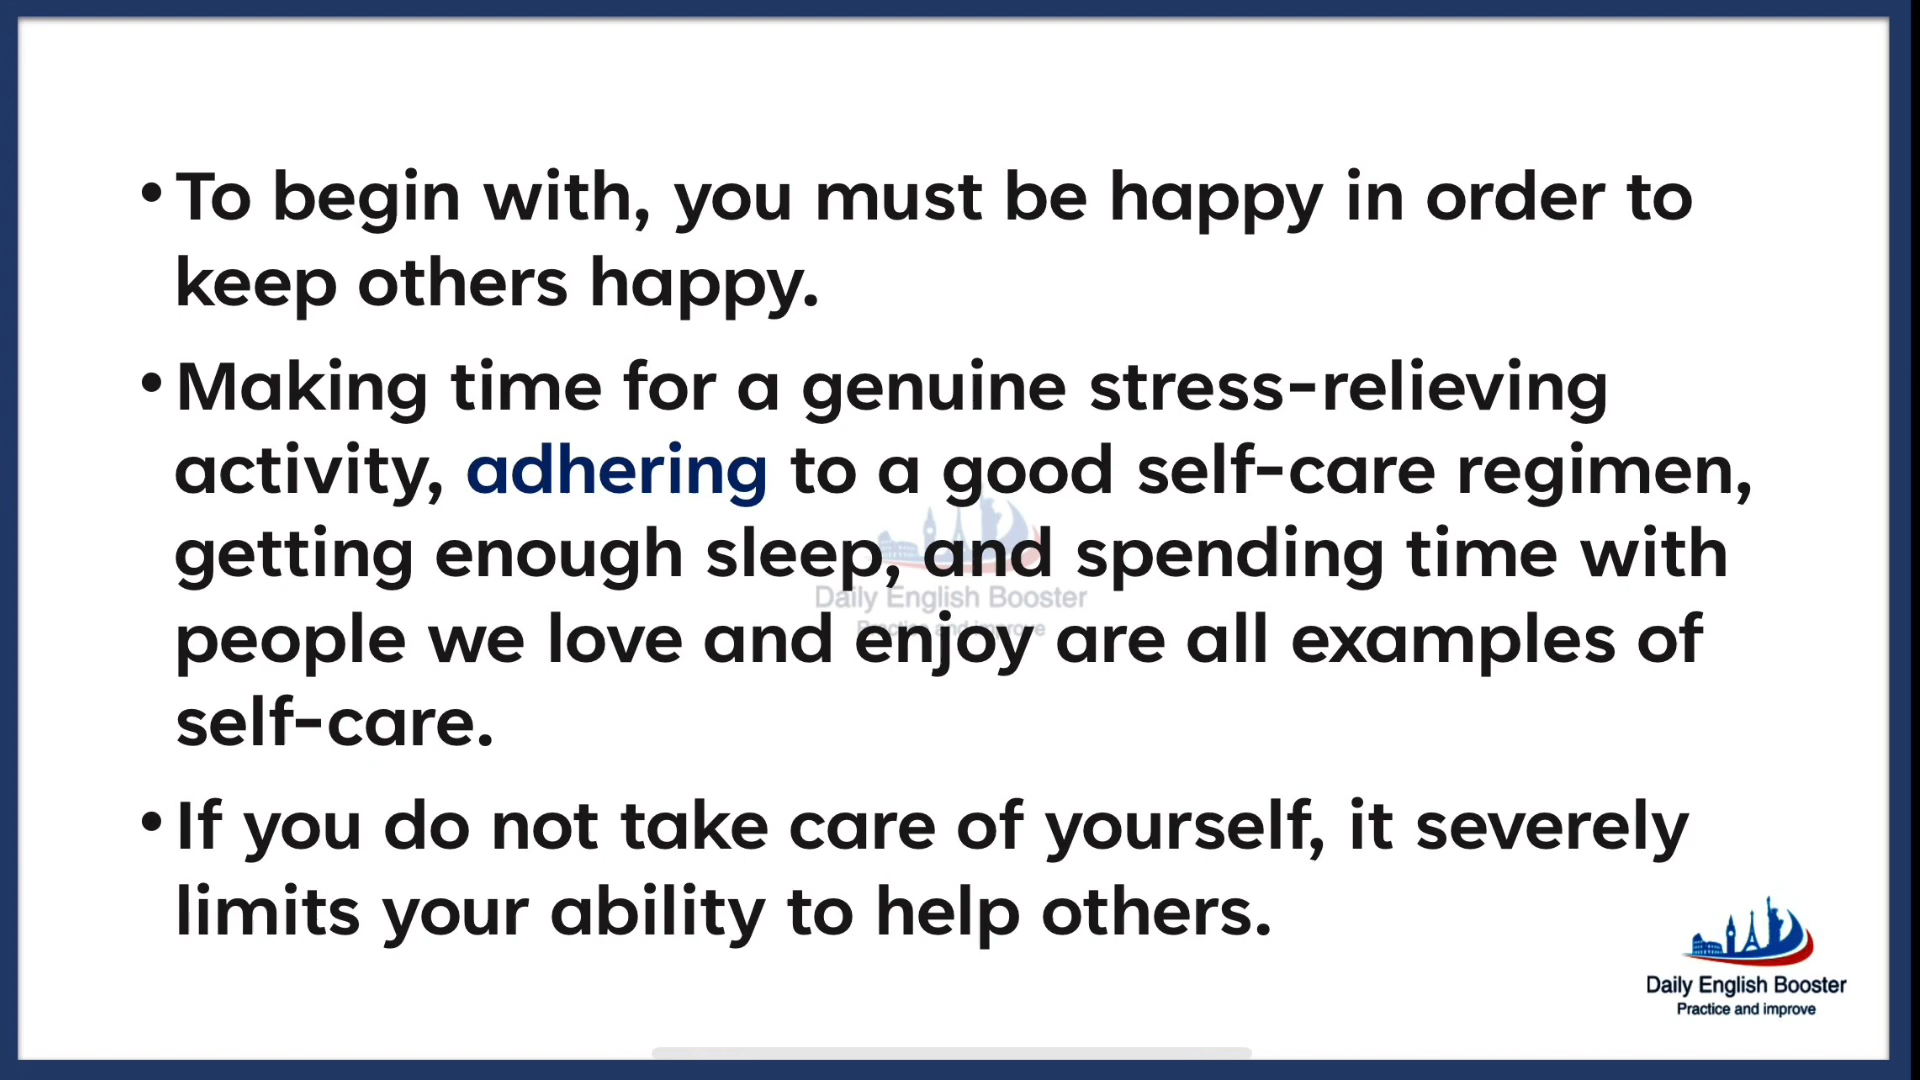 • To begin with, you must be happy in order to
keep others happy.
• Making time for a genuine stress-relieving
activity, adhering to a good self-care regimen,
getting enough sleep, and spending time with
people we love and enjoy are all examples of
self-care.
• If you do not take care of yourself, it severely
limits your ability to help others.
Daily English Booster
Practice and improve
Daily English Booster
Practice and improve